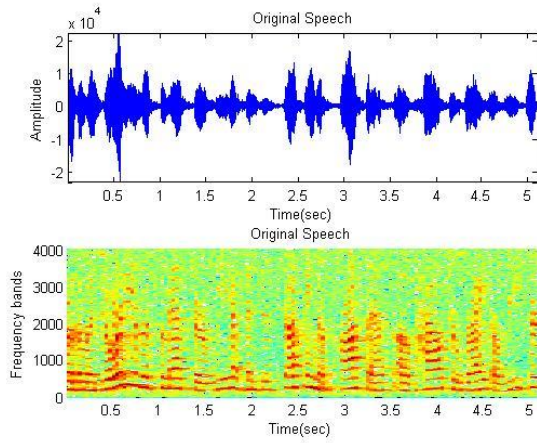 Original Speech
x 10^4
2
1
0
-1
-2
Amplitude
0.5 1 1.5 2 2.5 3 3.5 4 4.5 5
Time(sec)
Original Speech
4000
3000
2000
1000
0
Frequency bands
0.5 1 1.5 2 2.5 3 3.5 4 4.5 5
Time(sec)